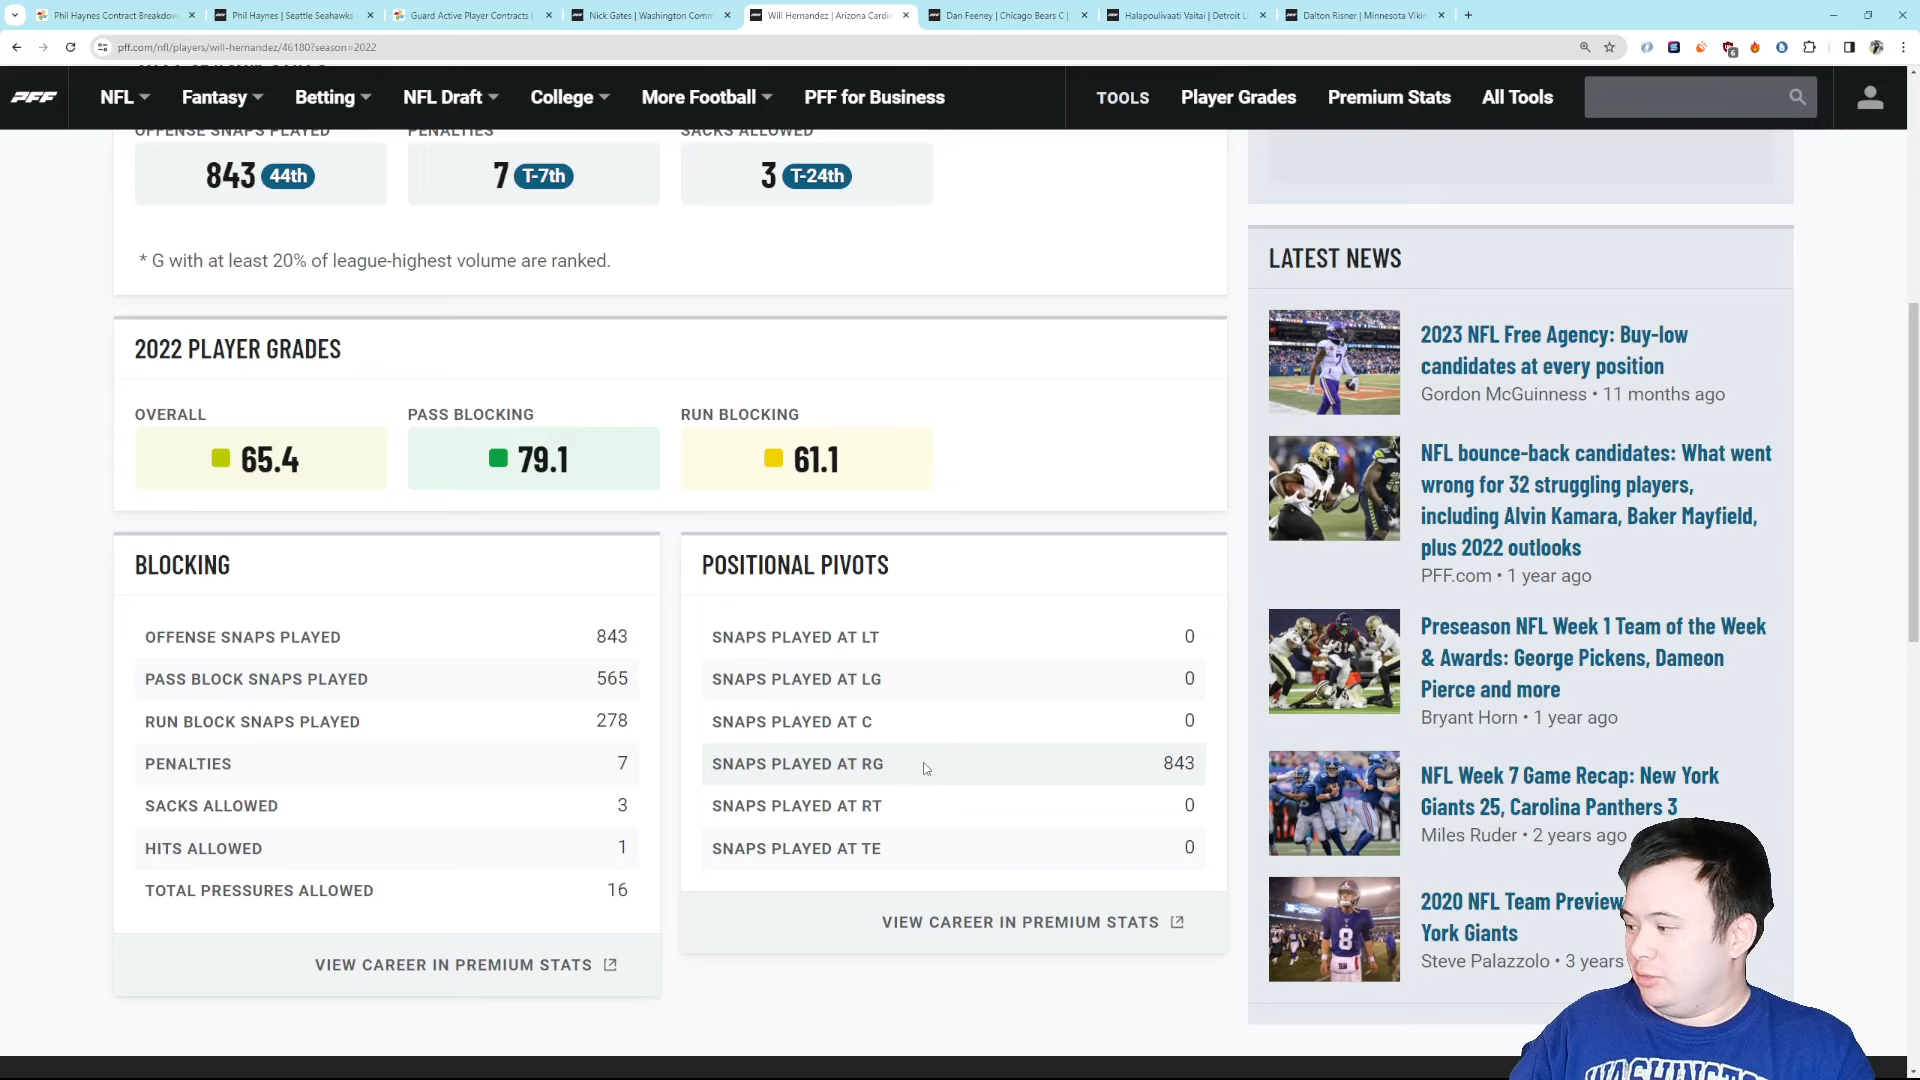 Phil Haynes Contract Breakdow
Phil Haynes | Seattle Seahawks
Guard Active Player Contracts |
Nick Gates | Washington Comm
Will Hernandez | Arizona Cardin
Dan Feeney | Chicago Bears C |
Halapoulivaati Vaitai | Detroit L
Dalton Risner | Minnesota Vikin
pff.com/nfl/players/will-hernandez/46180?season=2022
PFF
NFL
Fantasy
Betting
NFL Draft
College
More Football
PFF for Business
TOOLS
Player Grades
Premium Stats
All Tools
OFFENSE SNAPS PLAYED
PENALTIES
SACKS ALLOWED
843 44th
7 T-7th
3 T-24th
* G with at least 20% of league-highest volume are ranked.
2022 PLAYER GRADES
OVERALL
PASS BLOCKING
RUN BLOCKING
65.4
79.1
61.1
BLOCKING
OFFENSE SNAPS PLAYED 843
PASS BLOCK SNAPS PLAYED 565
RUN BLOCK SNAPS PLAYED 278
PENALTIES 7
SACKS ALLOWED 3
HITS ALLOWED 1
TOTAL PRESSURES ALLOWED 16
VIEW CAREER IN PREMIUM STATS
POSITIONAL PIVOTS
SNAPS PLAYED AT LT 0
SNAPS PLAYED AT LG 0
SNAPS PLAYED AT C 0
SNAPS PLAYED AT RG 843
SNAPS PLAYED AT RT 0
SNAPS PLAYED AT TE 0
VIEW CAREER IN PREMIUM STATS
LATEST NEWS
2023 NFL Free Agency: Buy-low
candidates at every position
Gordon McGuinness • 11 months ago
NFL bounce-back candidates: What went
wrong for 32 struggling players,
including Alvin Kamara, Baker Mayfield,
plus 2022 outlooks
PFF.com • 1 year ago
Preseason NFL Week 1 Team of the Week
& Awards: George Pickens, Dameon
Pierce and more
Bryant Horn • 1 year ago
NFL Week 7 Game Recap: New York
Giants 25, Carolina Panthers 3
Miles Ruder • 2 years ago
2020 NFL Team Preview
York Giants
Steve Palazzolo • 3 years
WASHINGTO